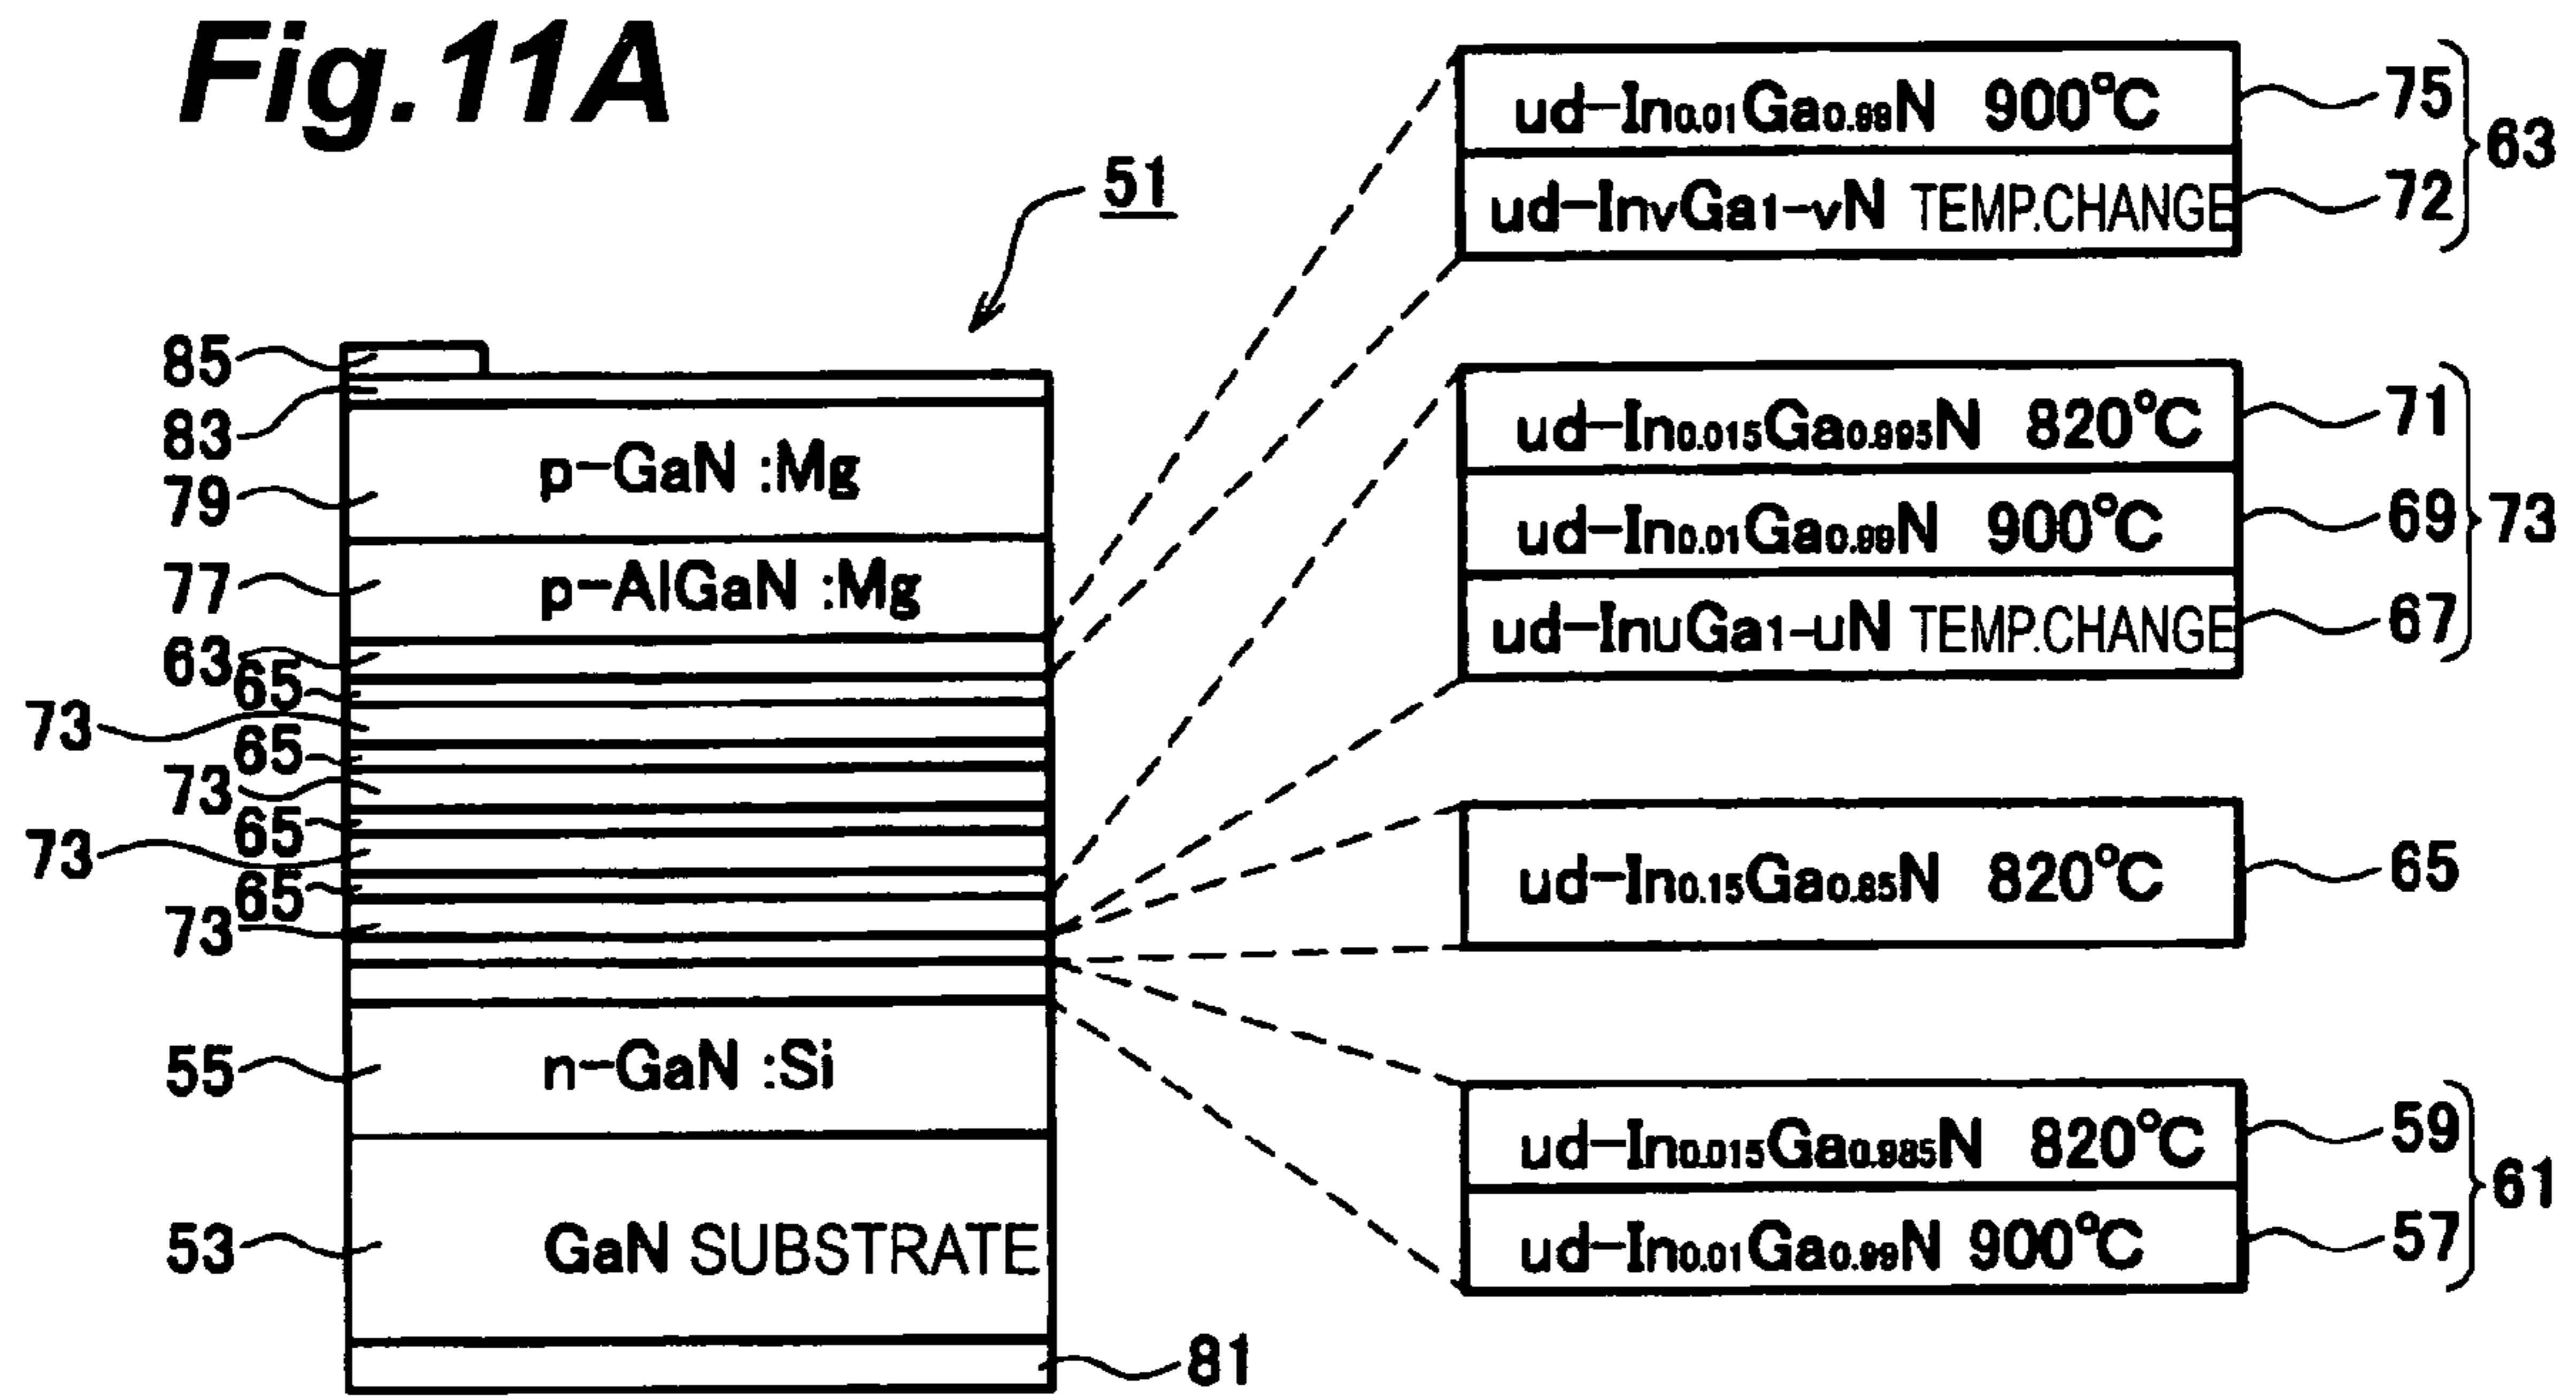 Fig.11A
51
85
83
p-GaN :Mg
79
p-AlGaN :Mg
77
63
65
73
65
73
65
73
65
73
n-GaN :Si
55
GaN SUBSTRATE
53
81
ud-In0.01Ga0.99N 900°C
75
ud-InvGa1-vN TEMP.CHANGE
72
63
ud-In0.015Ga0.995N 820°C
71
ud-In0.01Ga0.99N 900°C
69
ud-InuGa1-uN TEMP.CHANGE
67
73
ud-In0.15Ga0.85N 820°C
65
ud-In0.015Ga0.985N 820°C
59
ud-In0.01Ga0.99N 900°C
57
61